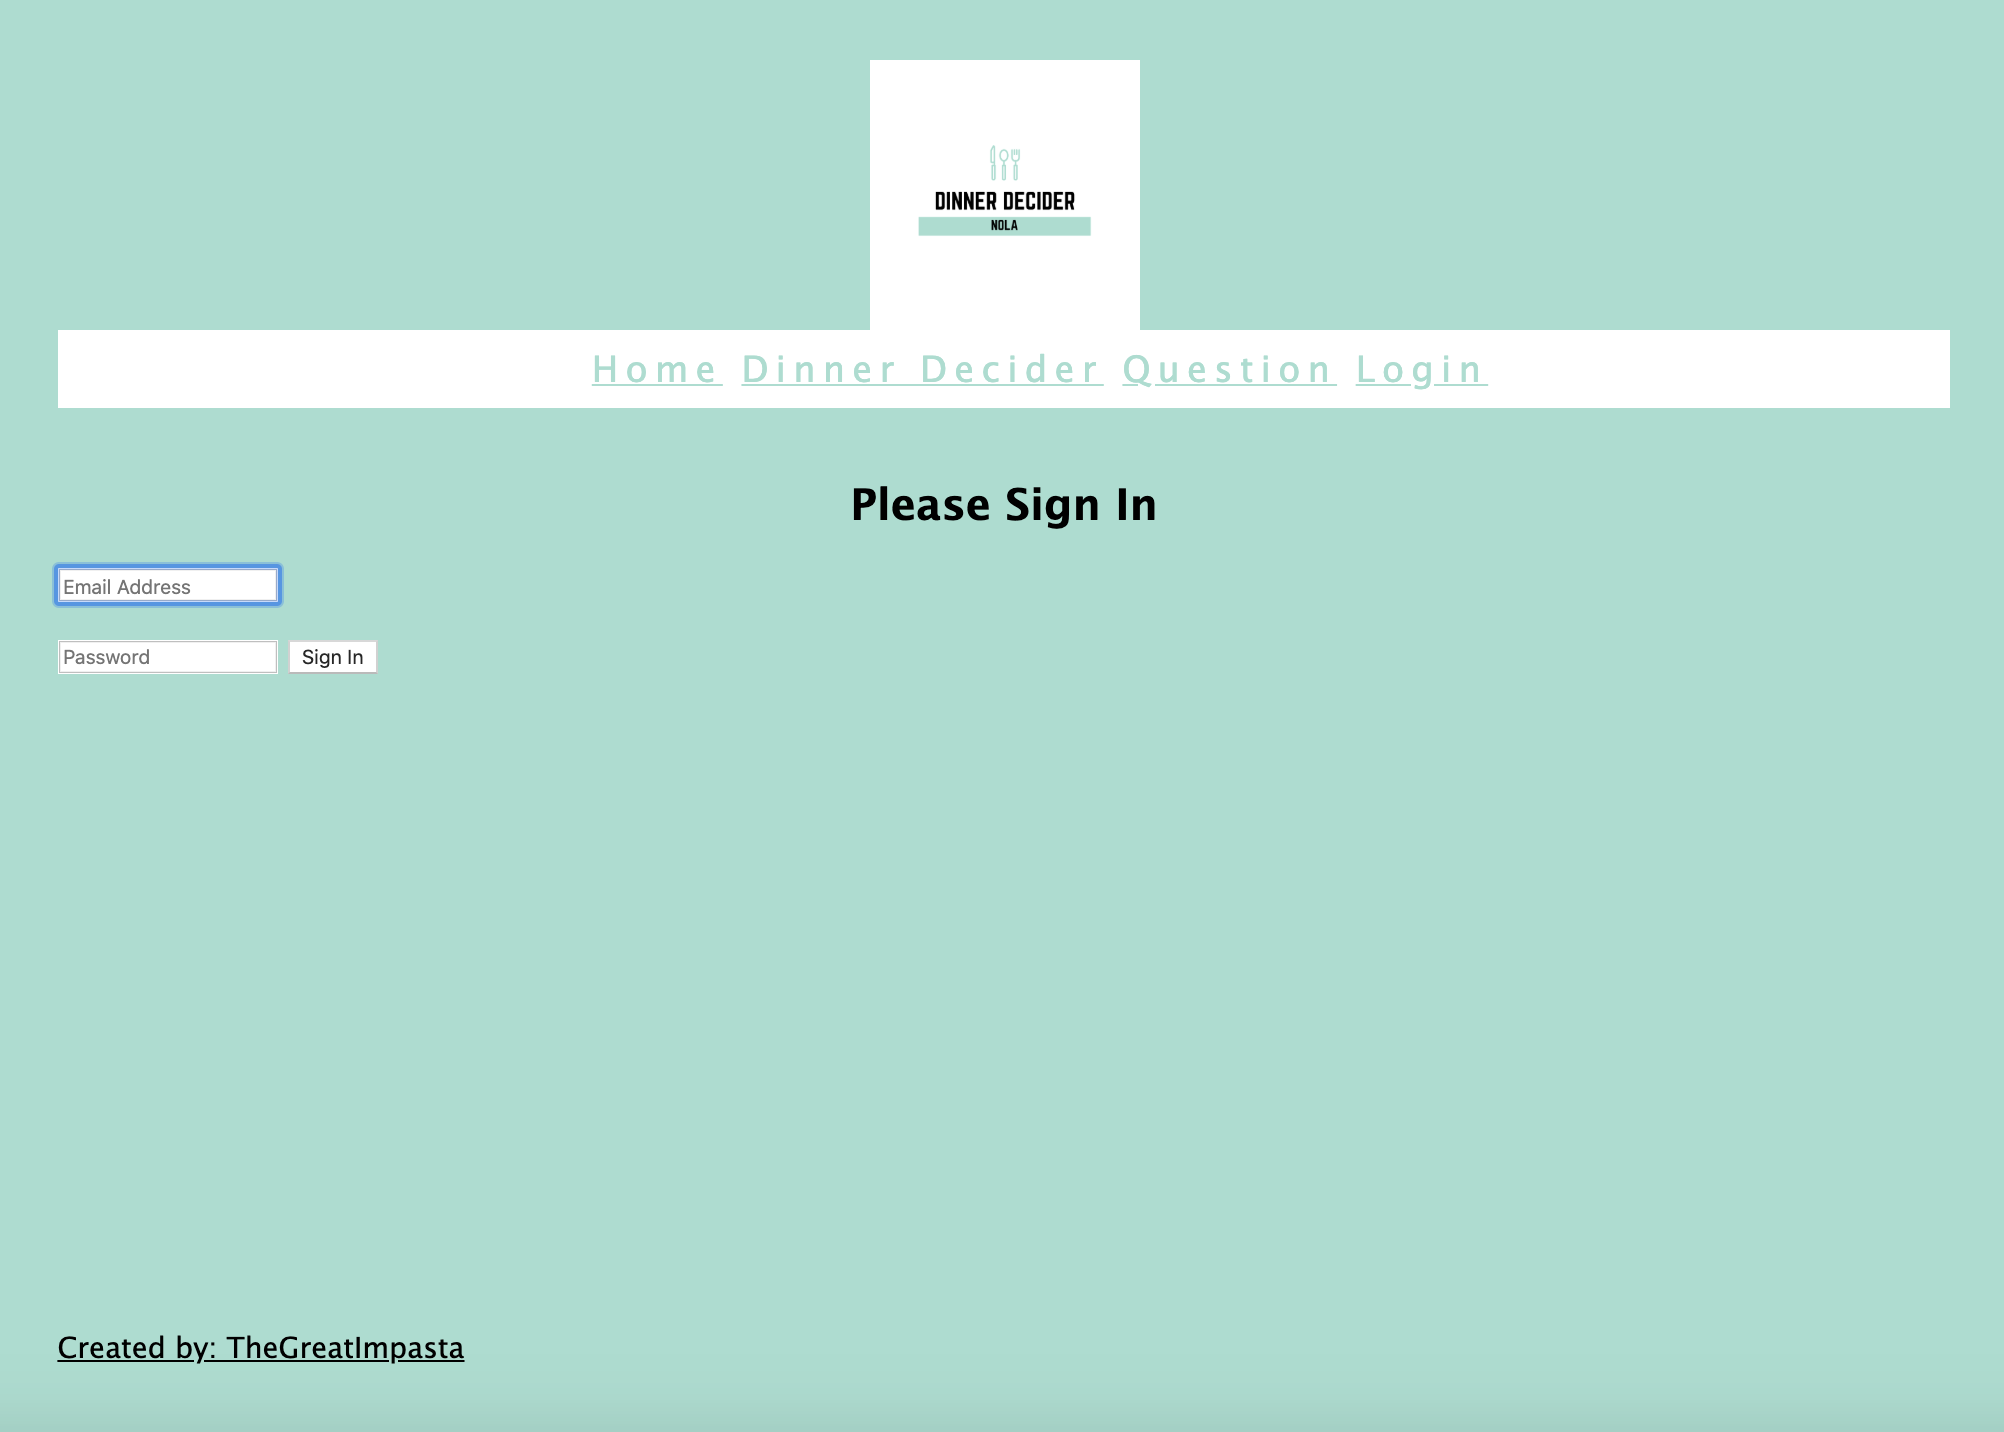 DINNER DECIDER
NOLA
Home Dinner Decider Question Login
Please Sign In
Email Address
Password Sign In
Created by: TheGreatImpasta